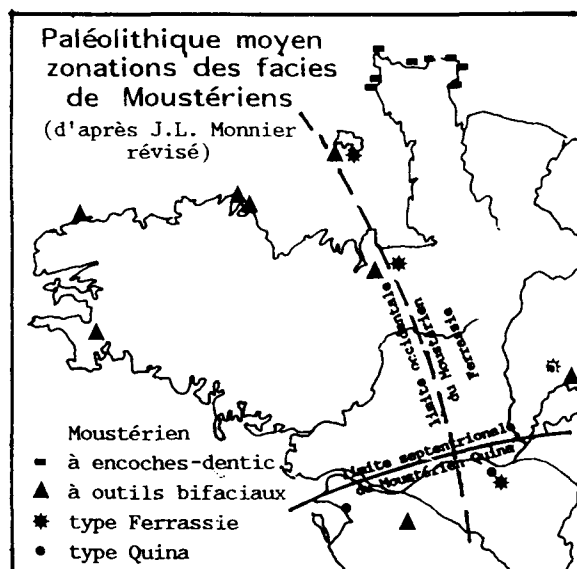 Paléolithique moyen
zonations des facies
de Moustériens
(d'après J.L. Monnier
révisé)
limite occidentale
du Moustérien
Ferrassie
limite septentrionale
du Moustérien Quina
Moustérien
à encoches-dentic.
à outils bifaciaux
type Ferrassie
type Quina